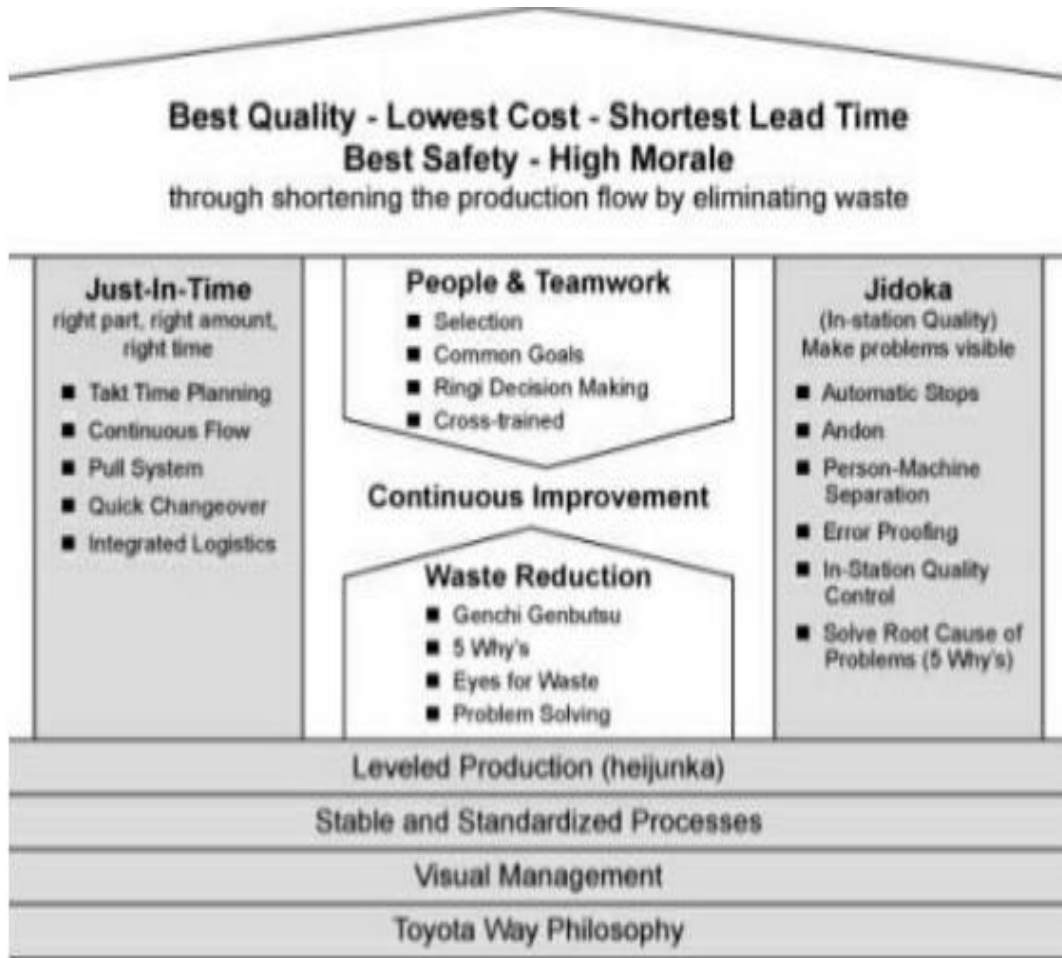 Best Quality - Lowest Cost - Shortest Lead Time
Best Safety - High Morale
through shortening the production flow by eliminating waste
Just-In-Time
right part, right amount,
right time
■ Takt Time Planning
■ Continuous Flow
■ Pull System
■ Quick Changeover
■ Integrated Logistics
People & Teamwork
■ Selection
■ Common Goals
■ Ringi Decision Making
■ Cross-trained
Continuous Improvement
Waste Reduction
■ Genchi Genbutsu
■ 5 Why's
■ Eyes for Waste
■ Problem Solving
Jidoka
(In-station Quality)
Make problems visible
■ Automatic Stops
■ Andon
■ Person-Machine
Separation
■ Error Proofing
■ In-Station Quality
Control
■ Solve Root Cause of
Problems (5 Why's)
Leveled Production (heijunka)
Stable and Standardized Processes
Visual Management
Toyota Way Philosophy